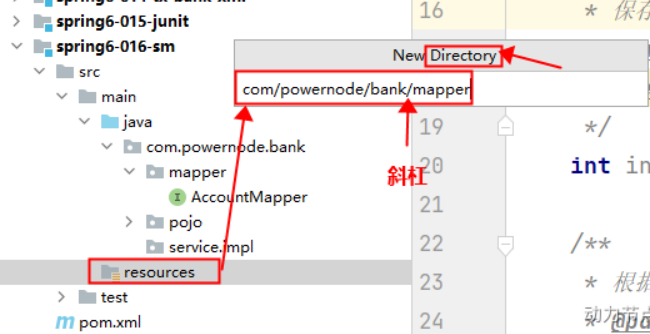 spring6-015-junit
spring6-016-sm
src
main
java
com.powernode.bank
mapper
AccountMapper
pojo
service.impl
resources
test
pom.xml
New Directory
com/powernode/bank/mapper
斜杠
16
* 保存
19
*/
20
int in
21
22
/**
23
* 根据
24
动力节点